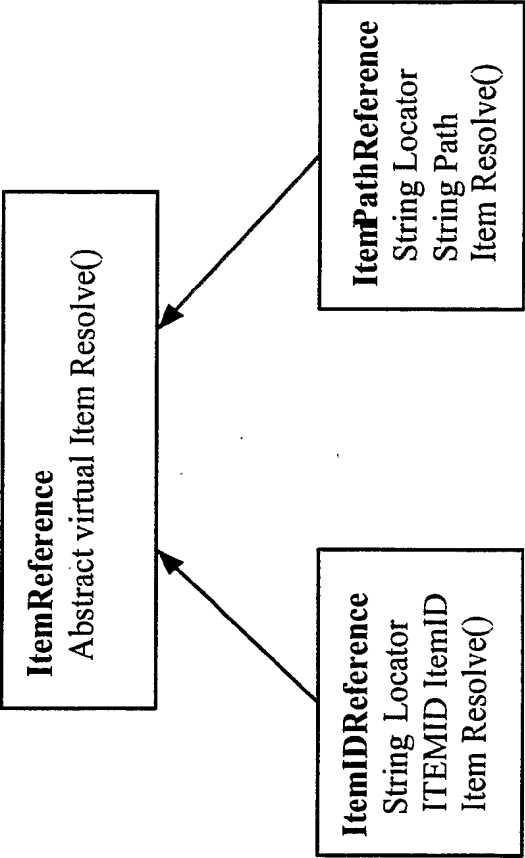 ItemReference
Abstract virtual Item Resolve()
ItemIDReference
String Locator
ITEMID ItemID
Item Resolve()
ItemPathReference
String Locator
String Path
Item Resolve()